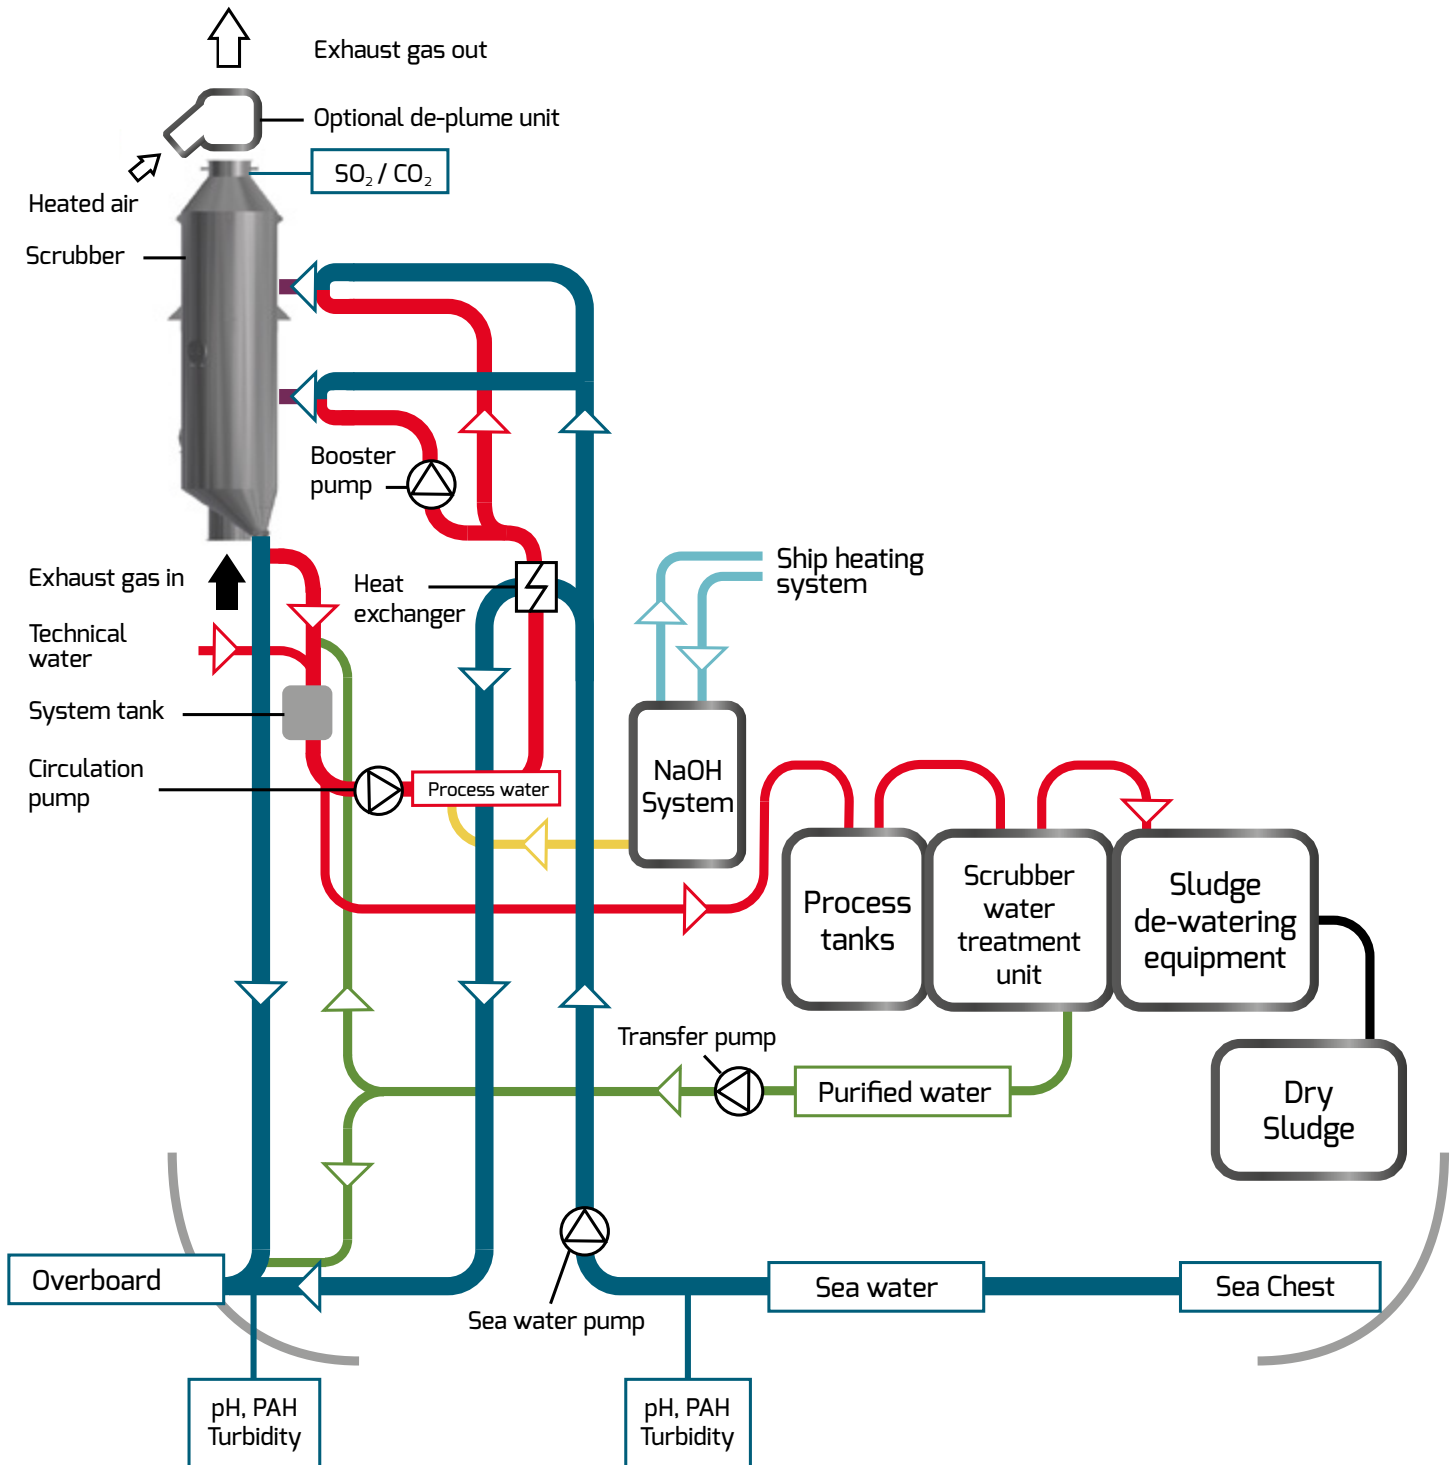 Exhaust gas out
Optional de-plume unit
SO₂ / CO₂
Heated air
Scrubber
Booster
pump
Exhaust gas in
Heat
exchanger
Ship heating
system
Technical
water
System tank
Circulation
pump
Process water
NaOH
System
Process
tanks
Scrubber
water
treatment
unit
Sludge
de-watering
equipment
Transfer pump
Purified water
Dry
Sludge
Overboard
Sea water pump
Sea water
Sea Chest
pH, PAH
Turbidity
pH, PAH
Turbidity